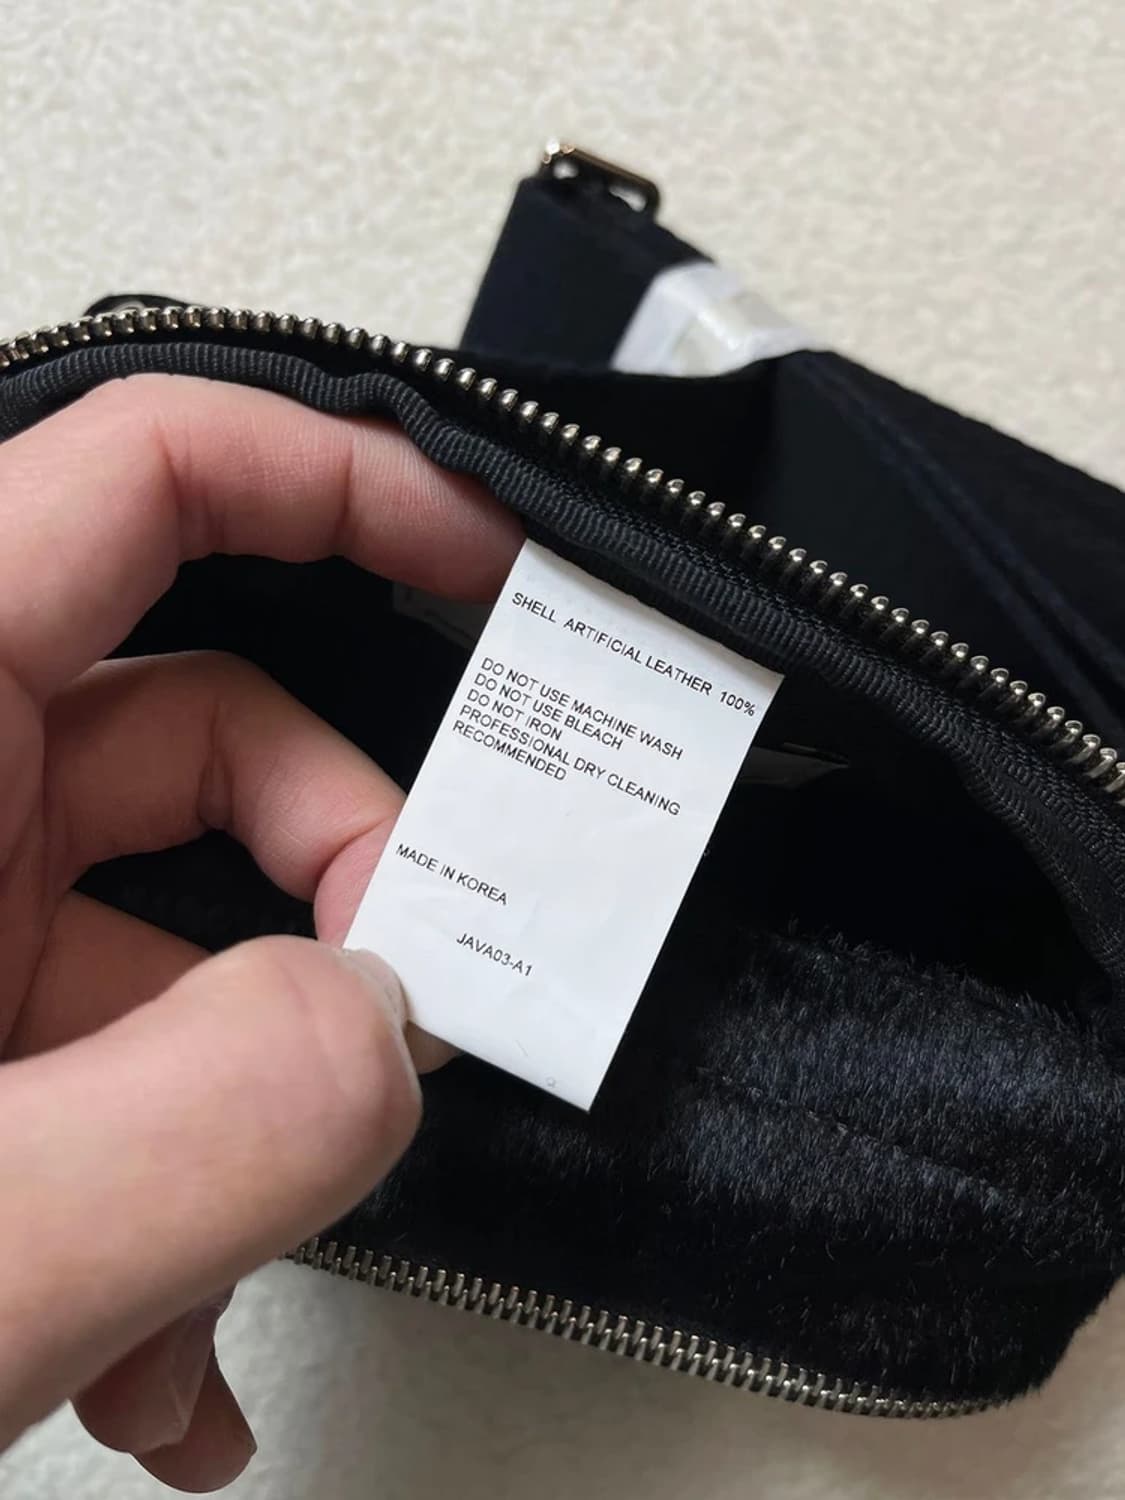 SHELL ARTIFICIAL LEATHER 100%
DO NOT USE MACHINE WASH
DO NOT USE BLEACH
DO NOT IRON
PROFESSIONAL DRY CLEANING
RECOMMENDED
MADE IN KOREA
JAVA03-A1